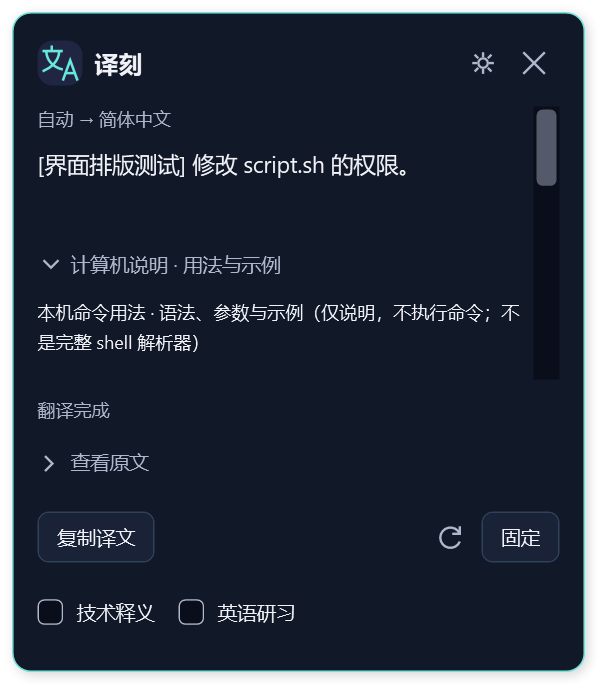 译刻
自动 → 简体中文
[界面排版测试] 修改 script.sh 的权限。
计算机说明 · 用法与示例
本机命令用法 · 语法、参数与示例（仅说明，不执行命令；不
是完整 shell 解析器）
翻译完成
查看原文
复制译文
固定
技术释义
英语研习